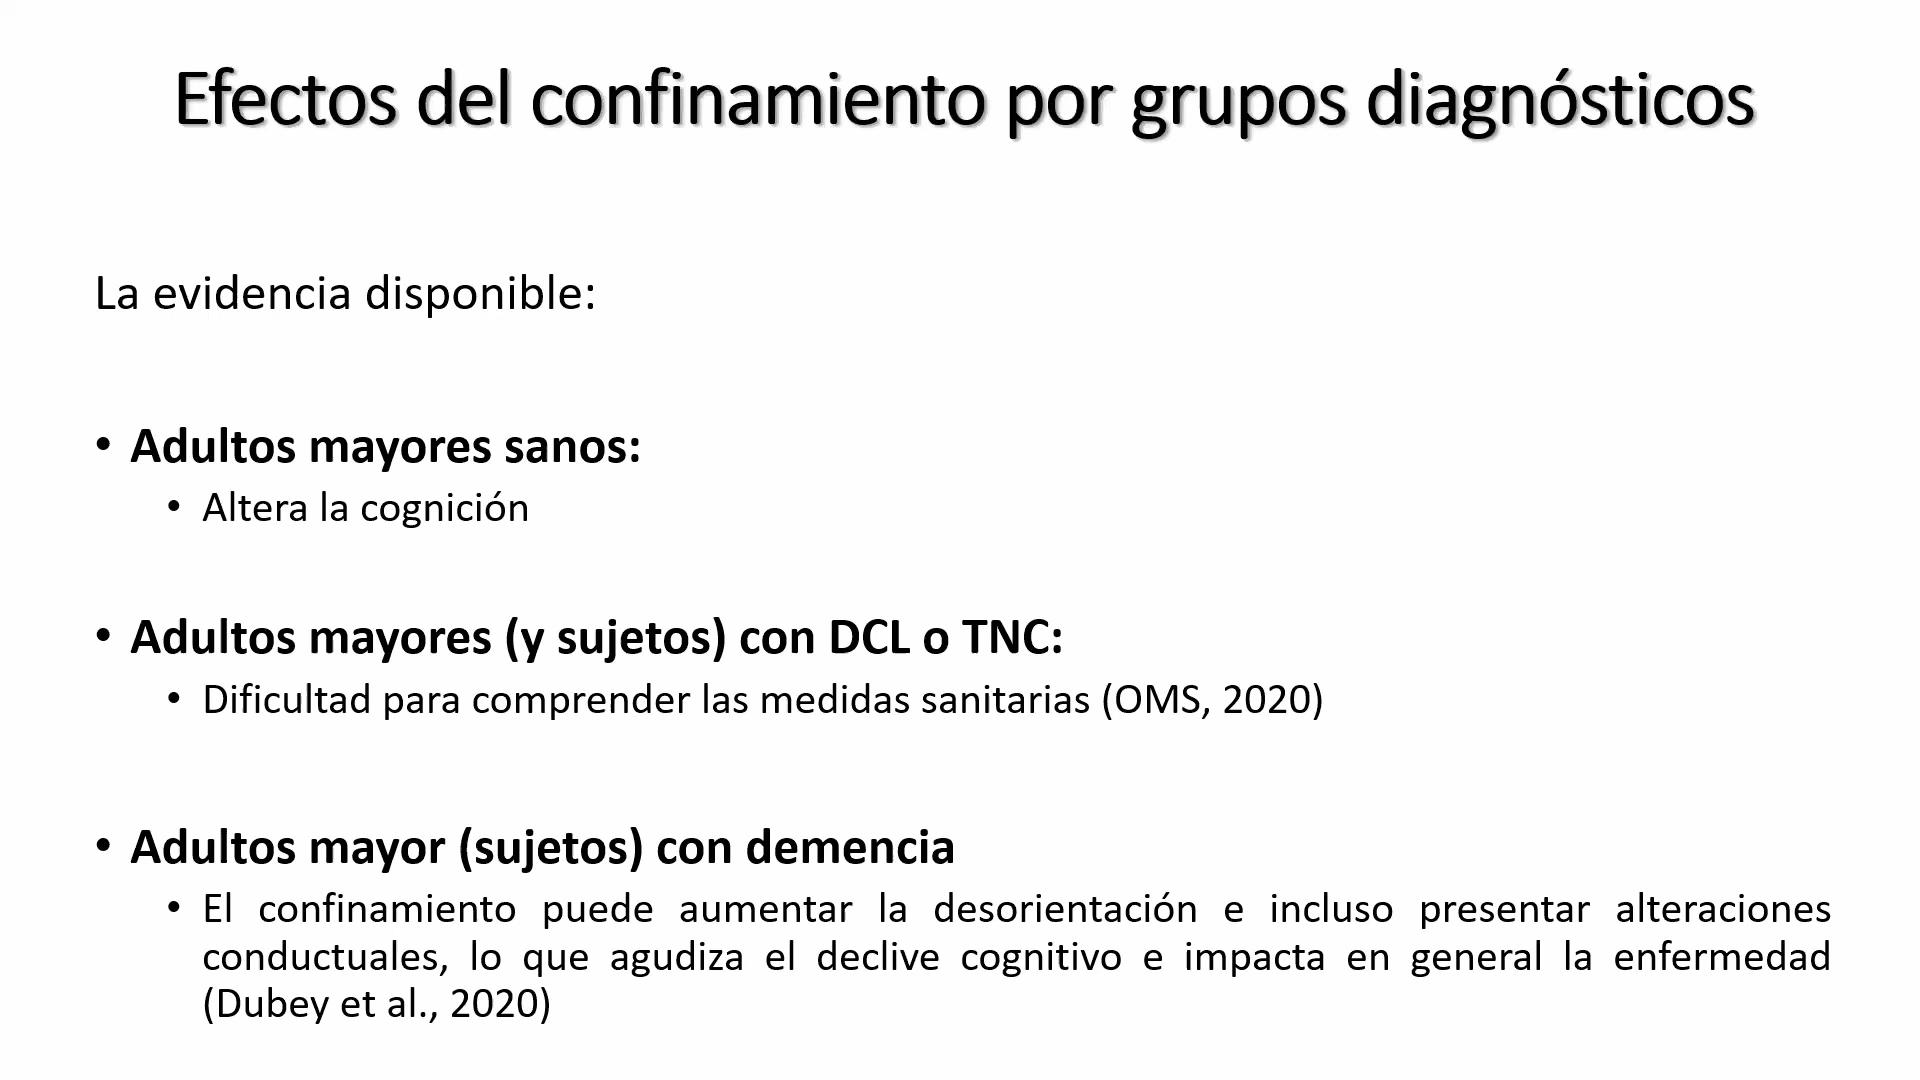 Efectos del confinamiento por grupos diagnósticos
La evidencia disponible:
• Adultos mayores sanos:
• Altera la cognición
• Adultos mayores (y sujetos) con DCL o TNC:
• Dificultad para comprender las medidas sanitarias (OMS, 2020)
• Adultos mayor (sujetos) con demencia
• El confinamiento puede aumentar la desorientación e incluso presentar alteraciones
conductuales, lo que agudiza el declive cognitivo e impacta en general la enfermedad
(Dubey et al., 2020)